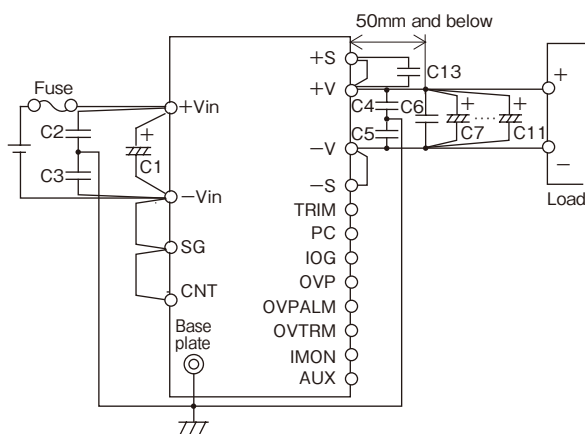 50mm and below
Fuse
+Vin
C2
C3
+
C1
−Vin
SG
CNT
Base
plate
+S
+V
−V
−S
TRIM
PC
IOG
OVP
OVPALM
OVTRM
IMON
AUX
C13
C4
C6
C5
+
C7
+
C11
+
−
Load